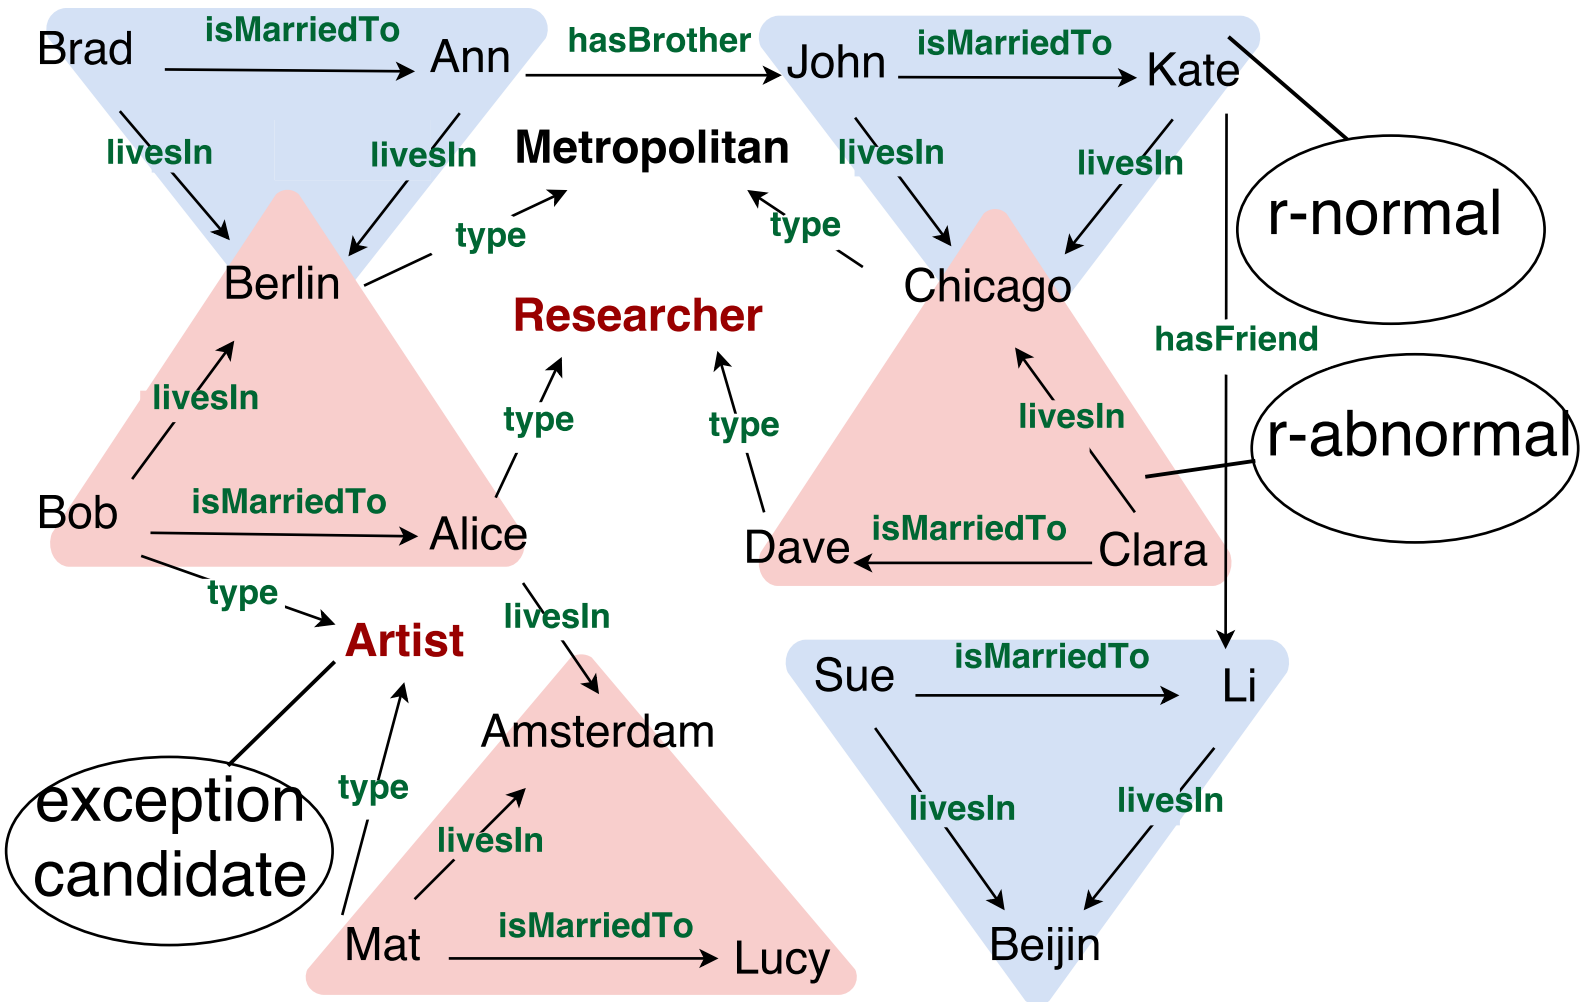 Brad
isMarriedTo
Ann
hasBrother
John
isMarriedTo
Kate
livesIn
livesIn
Metropolitan
livesIn
livesIn
r-normal
type
type
Berlin
Chicago
Researcher
hasFriend
livesIn
type
type
livesIn
r-abnormal
Bob
isMarriedTo
Alice
Dave
isMarriedTo
Clara
type
livesIn
Artist
Sue
isMarriedTo
Li
Amsterdam
exception
candidate
type
livesIn
livesIn
livesIn
Mat
isMarriedTo
Lucy
Beijin